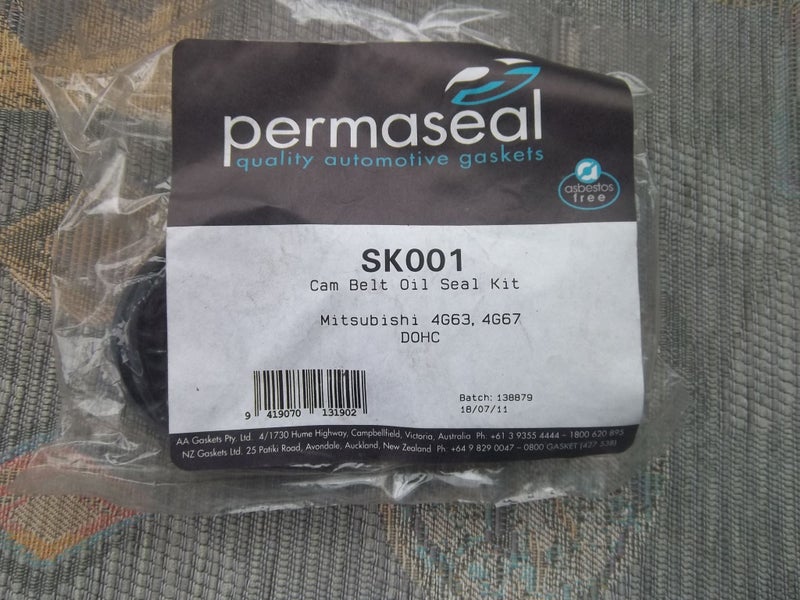 permaseal
quality automotive gaskets
asbestos
free
SK001
Cam Belt Oil Seal Kit
Mitsubishi 4G63, 4G67
DOHC
9 419070 131902
Batch: 138879
18/07/11
AA Gaskets Pty. Ltd. 4/1730 Hume Highway, Campbellfield, Victoria, Australia Ph: +61 3 9355 4444 – 1800 620 895
NZ Gaskets Ltd. 25 Patiki Road, Avondale, Auckland, New Zealand Ph: +64 9 829 0047 – 0800 GASKET (427 538)